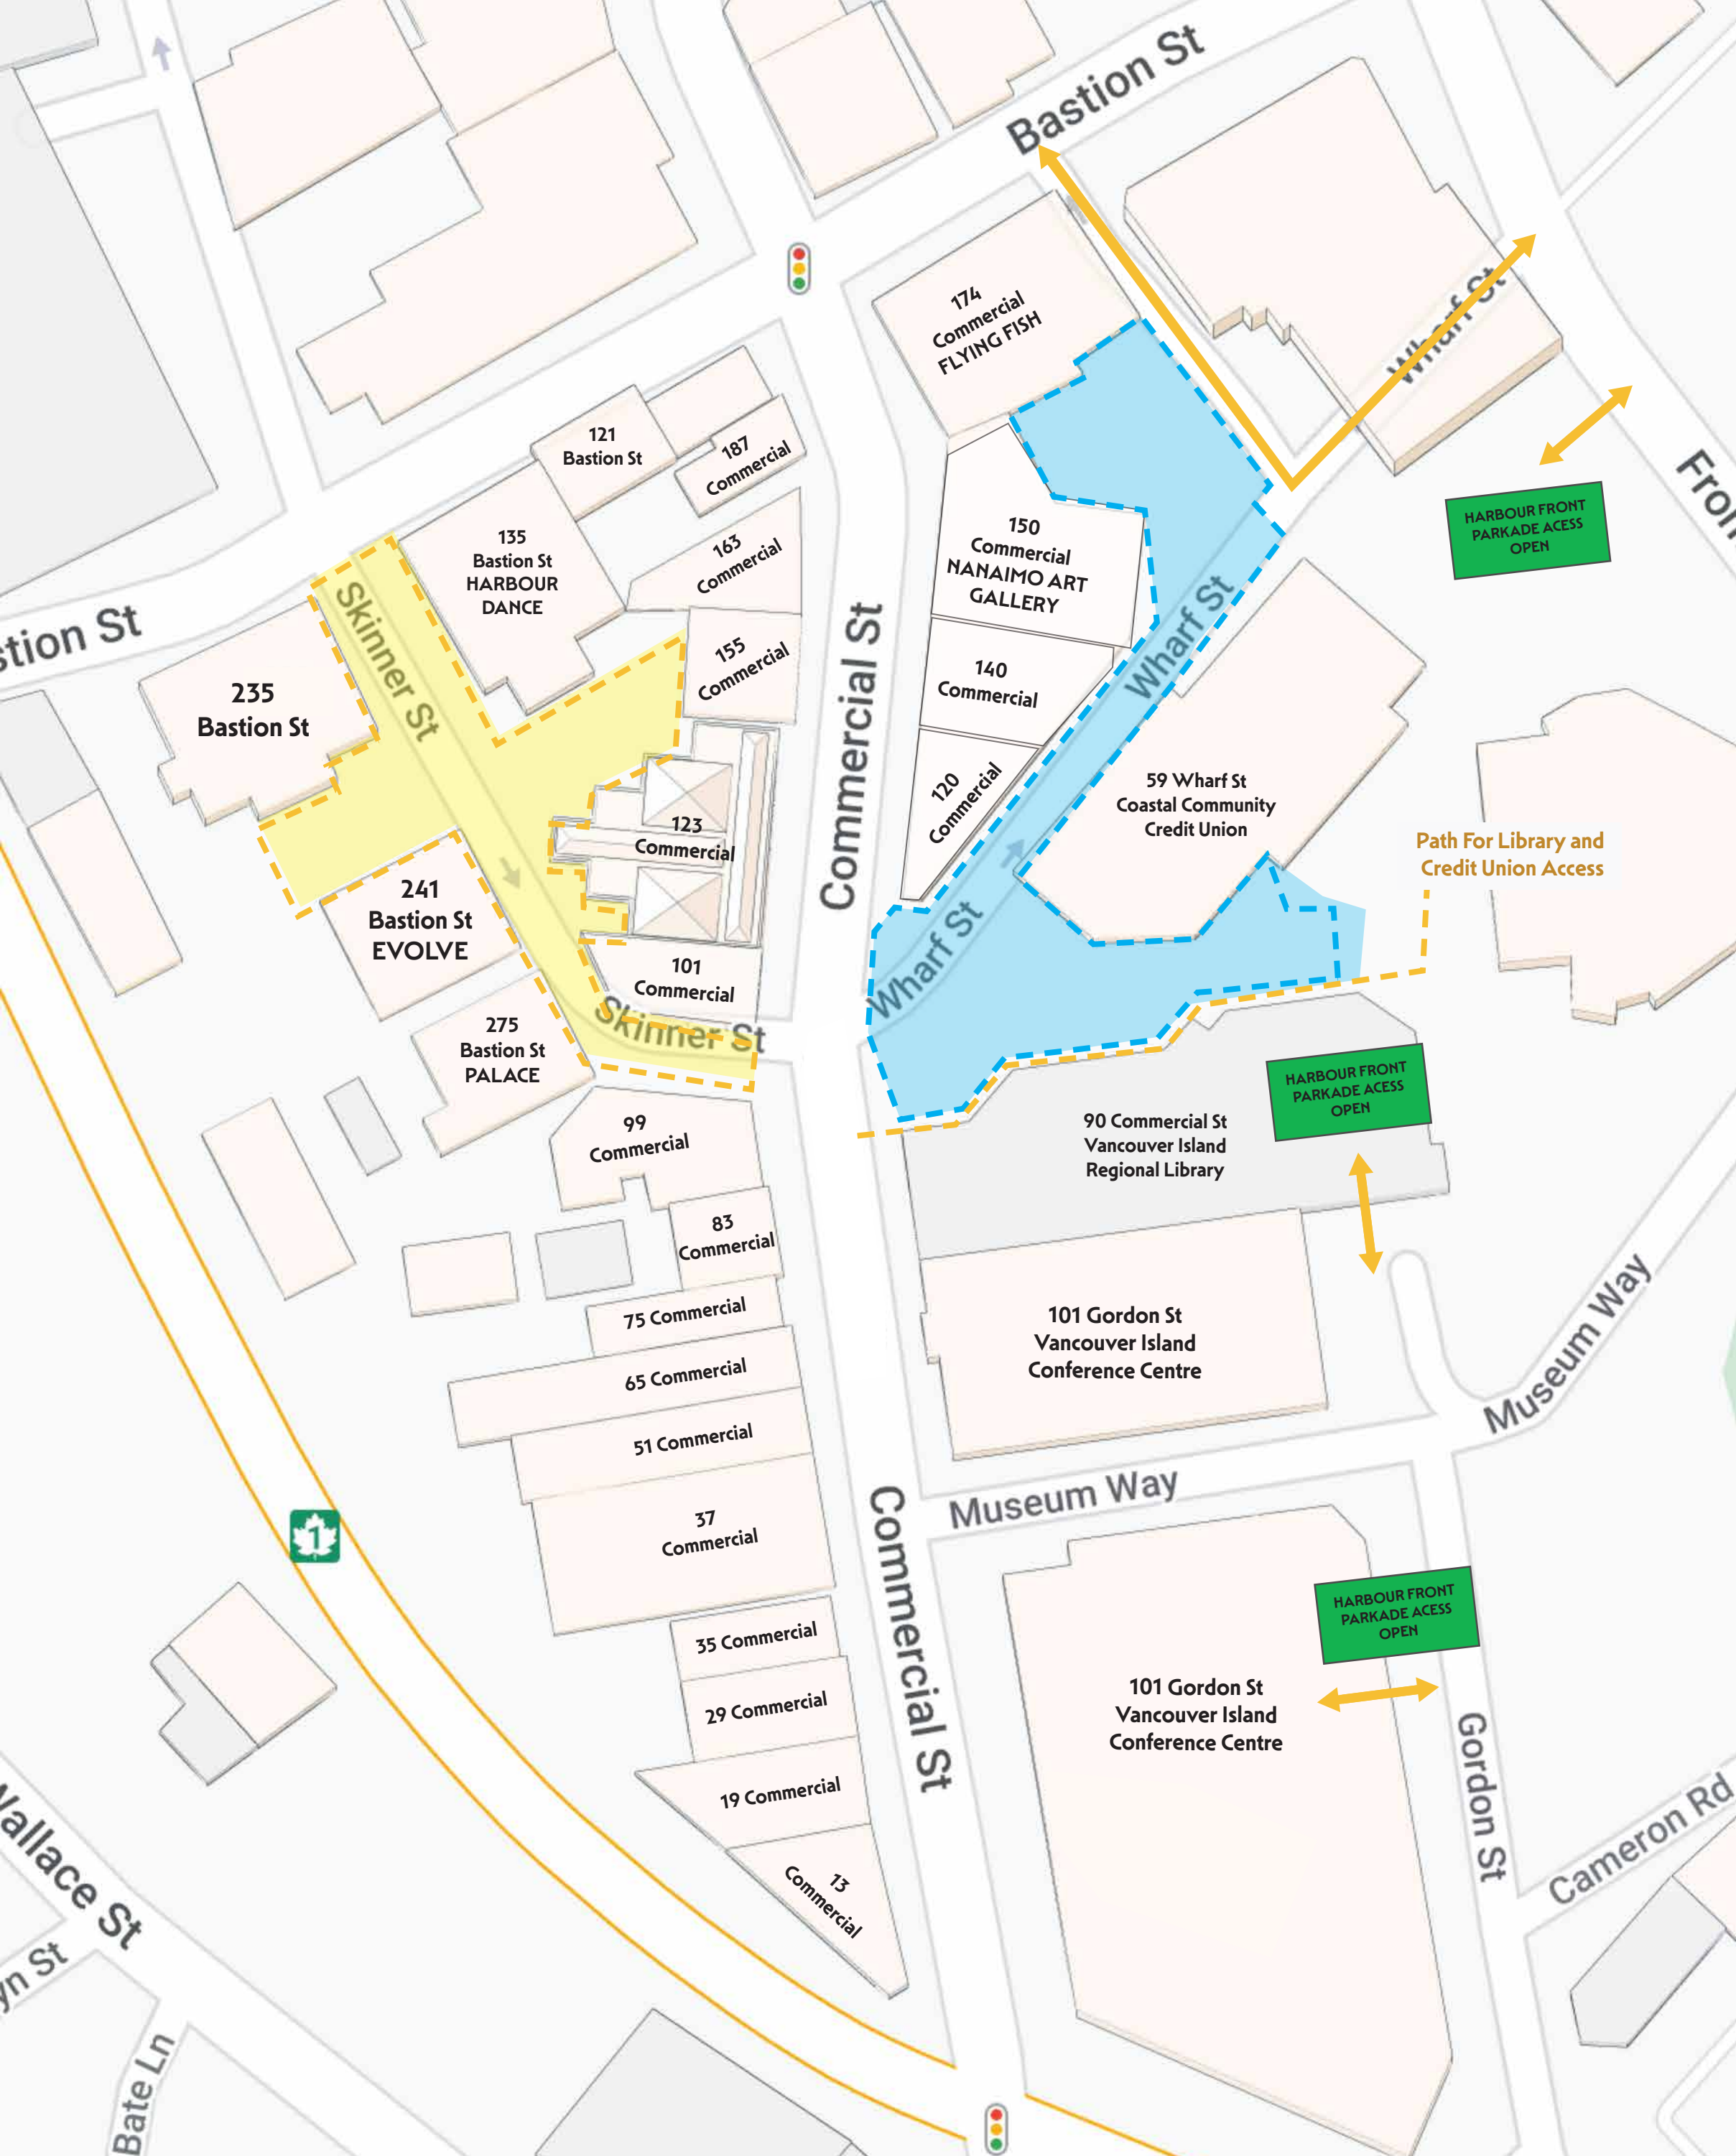 Bastion St
174
Commercial
FLYING FISH
Wharf St
HARBOUR FRONT
PARKADE ACESS
OPEN
121
Bastion St
187
Commercial
135
Bastion St
HARBOUR
DANCE
163
Commercial
150
Commercial
NANAIMO ART
GALLERY
Skinner St
stion St
235
Bastion St
155
Commercial
Commercial St
140
Commercial
Wharf St
120
Commercial
59 Wharf St
Coastal Community
Credit Union
Path For Library and
Credit Union Access
123
Commercial
241
Bastion St
EVOLVE
101
Commercial
Wharf St
Skinner St
275
Bastion St
PALACE
99
Commercial
90 Commercial St
Vancouver Island
Regional Library
HARBOUR FRONT
PARKADE ACESS
OPEN
83
Commercial
75 Commercial
65 Commercial
51 Commercial
37
Commercial
101 Gordon St
Vancouver Island
Conference Centre
Museum Way
Museum Way
Commercial St
1
35 Commercial
29 Commercial
19 Commercial
13
Commercial
HARBOUR FRONT
PARKADE ACESS
OPEN
101 Gordon St
Vancouver Island
Conference Centre
Gordon St
Cameron Rd
Wallace St
yn St
Bate Ln